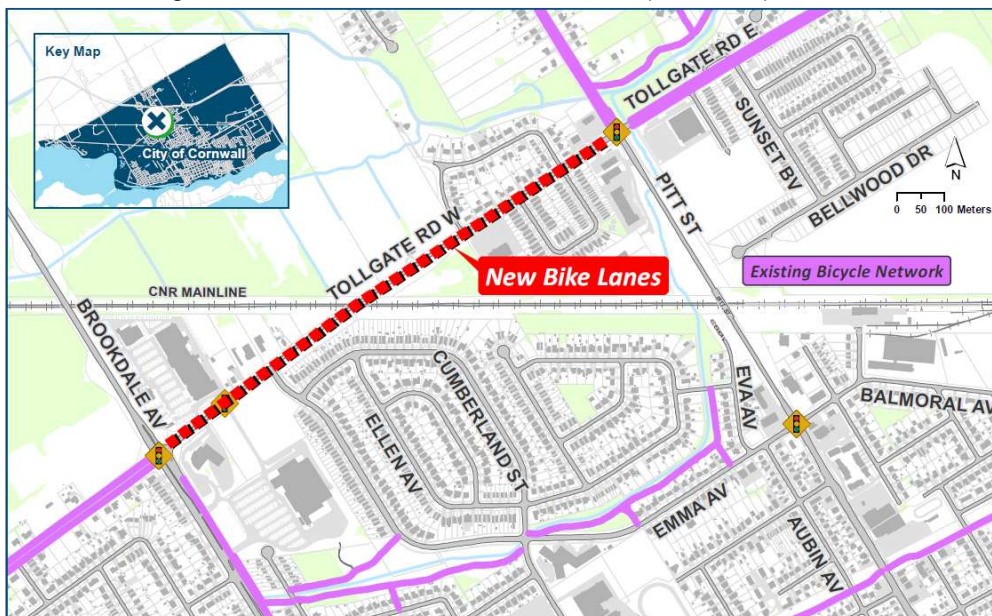 Key Map
City of Cornwall
TOLLGATE RD E
SUNSET BV
BELLWOOD DR
PITT ST
N
0 50 100 Meters
TOLLGATE RD W
New Bike Lanes
Existing Bicycle Network
CNR MAINLINE
BROOKDALE AV
CUMBERLAND ST
ELLEN AV
EVA AV
BALMORAL AV
EMMA AV
AUBIN AV